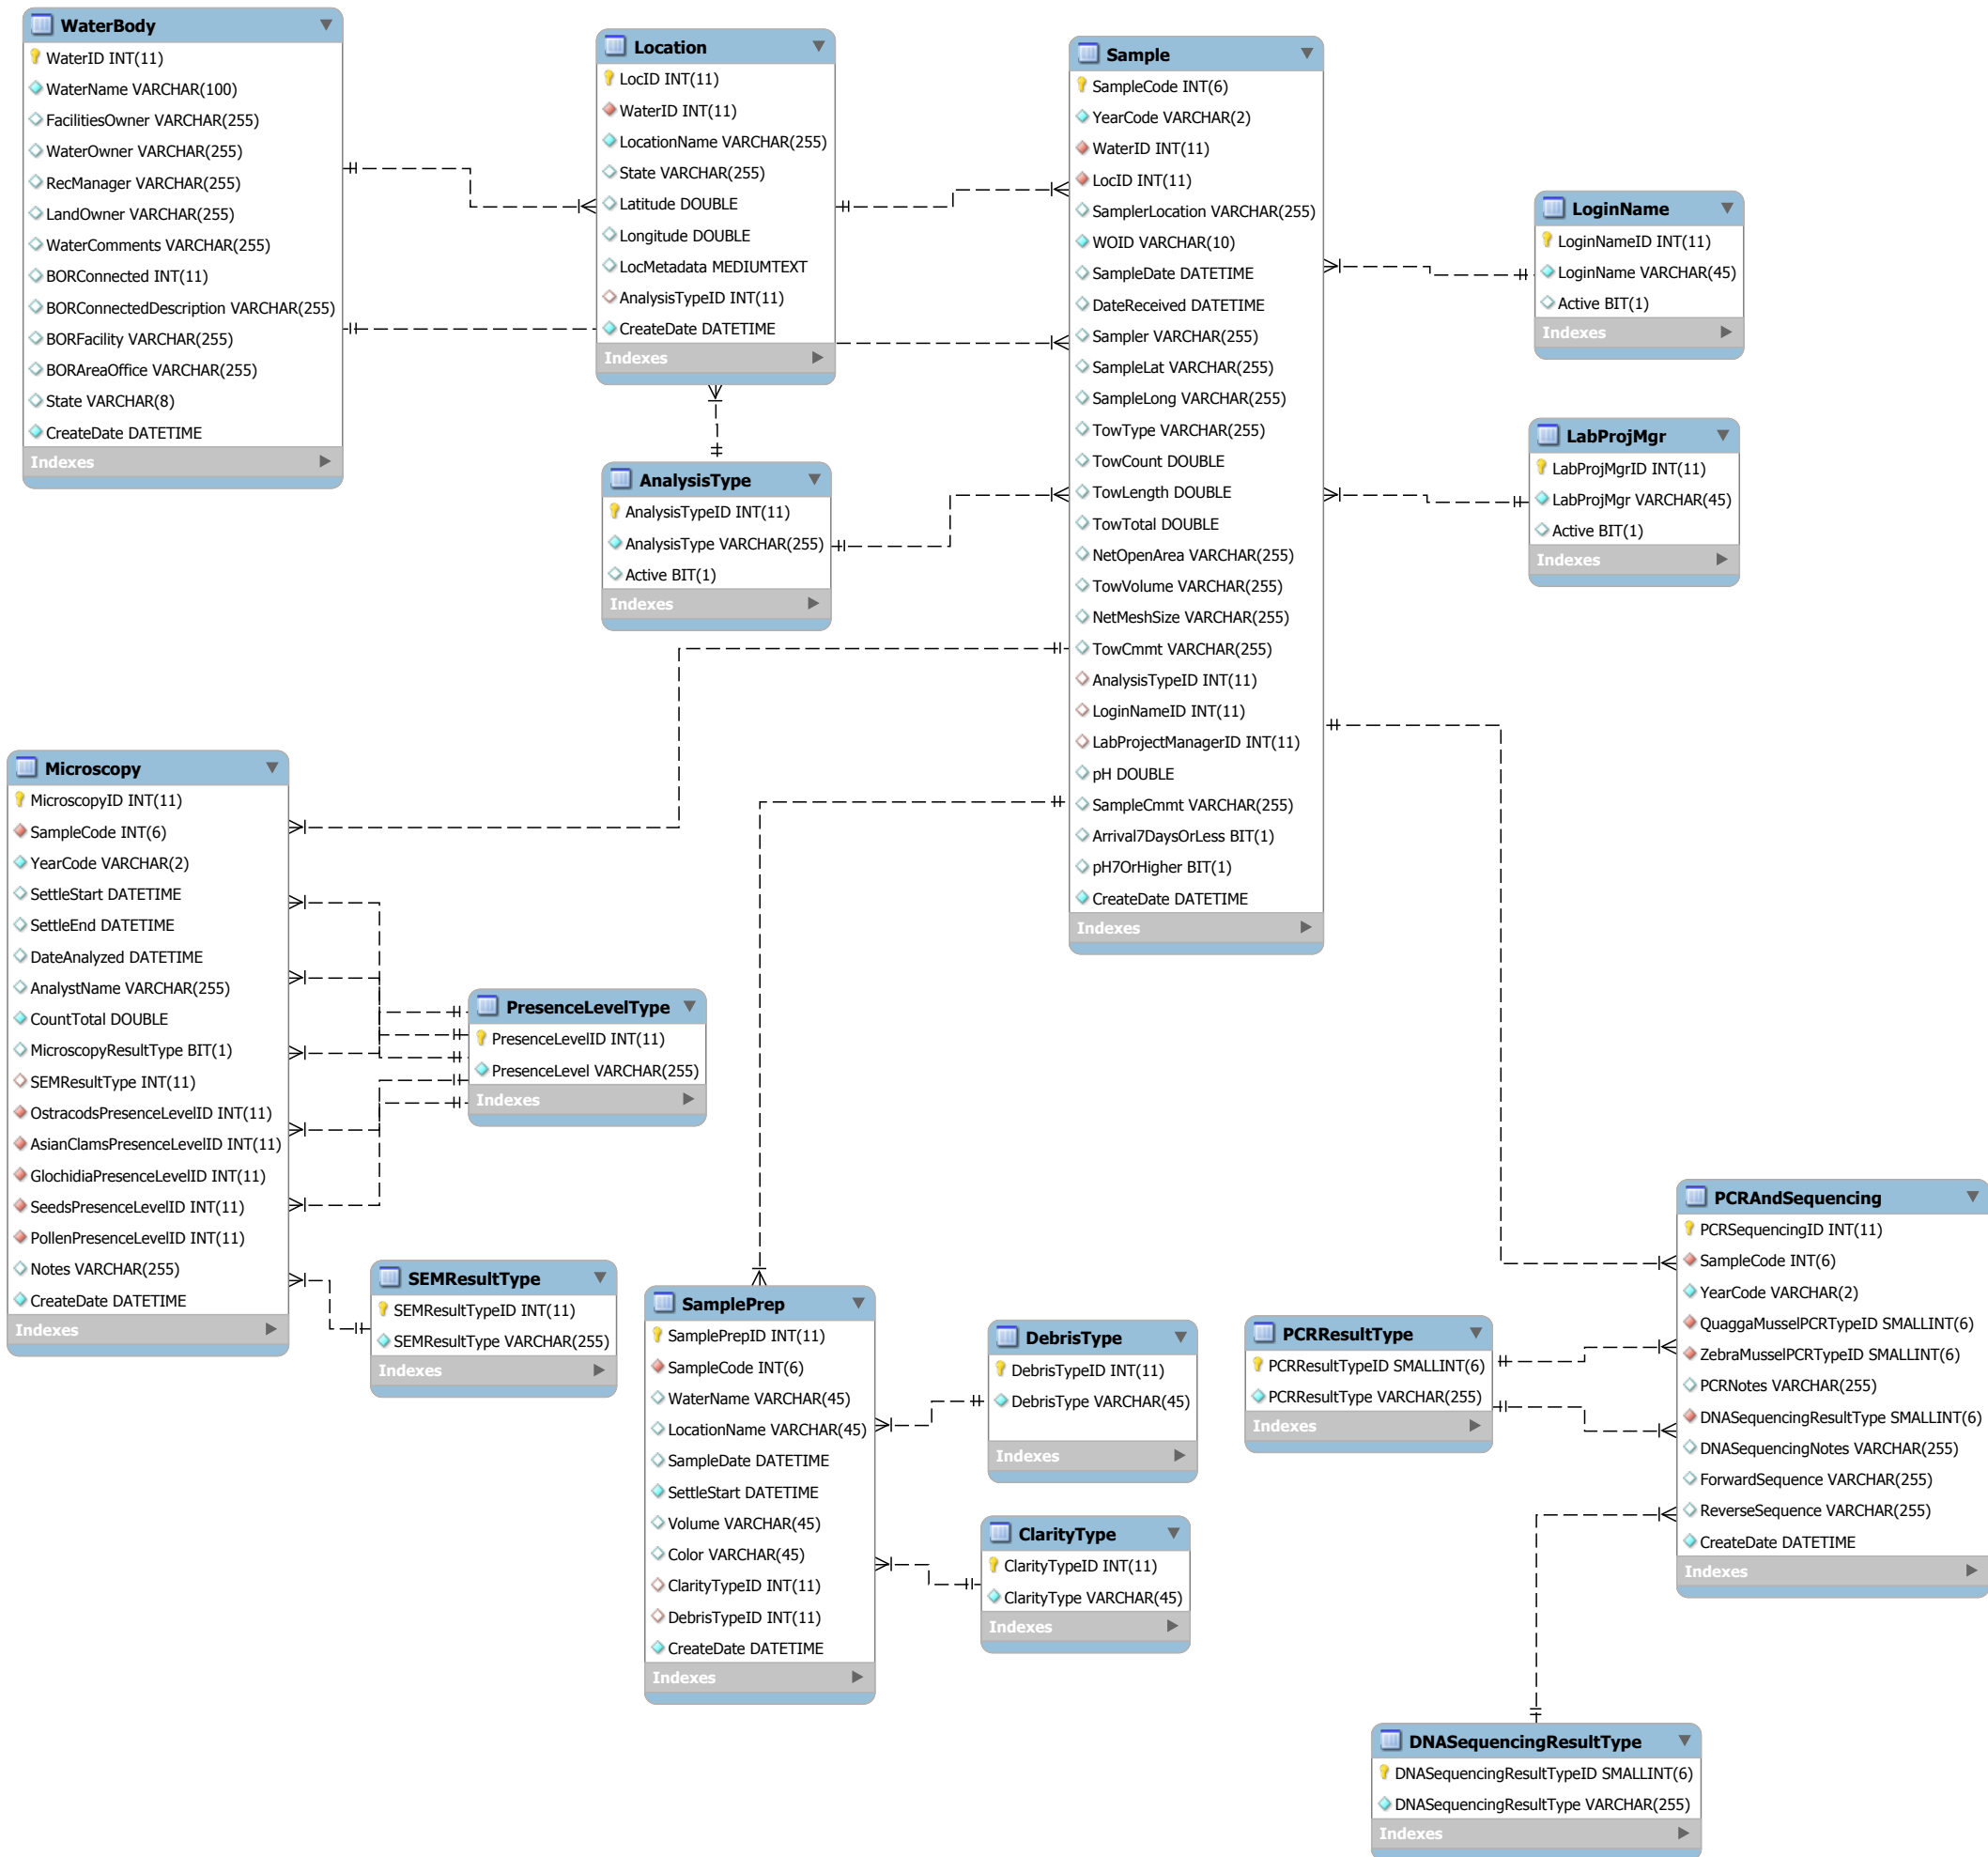 WaterBody
WaterID INT(11)
WaterName VARCHAR(100)
FacilitiesOwner VARCHAR(255)
WaterOwner VARCHAR(255)
RecManager VARCHAR(255)
LandOwner VARCHAR(255)
WaterComments VARCHAR(255)
BORConnected INT(11)
BORConnectedDescription VARCHAR(255)
BORFacility VARCHAR(255)
BORAreaOffice VARCHAR(255)
State VARCHAR(8)
CreateDate DATETIME
Indexes
Location
LocID INT(11)
WaterID INT(11)
LocationName VARCHAR(255)
State VARCHAR(255)
Latitude DOUBLE
Longitude DOUBLE
LocMetadata MEDIUMTEXT
AnalysisTypeID INT(11)
CreateDate DATETIME
Indexes
Sample
SampleCode INT(6)
YearCode VARCHAR(2)
WaterID INT(11)
LocID INT(11)
SamplerLocation VARCHAR(255)
WOID VARCHAR(10)
SampleDate DATETIME
DateReceived DATETIME
Sampler VARCHAR(255)
SampleLat VARCHAR(255)
SampleLong VARCHAR(255)
TowType VARCHAR(255)
TowCount DOUBLE
TowLength DOUBLE
TowTotal DOUBLE
NetOpenArea VARCHAR(255)
TowVolume VARCHAR(255)
NetMeshSize VARCHAR(255)
TowCmmt VARCHAR(255)
AnalysisTypeID INT(11)
LoginNameID INT(11)
LabProjectManagerID INT(11)
pH DOUBLE
SampleCmmt VARCHAR(255)
Arrival7DaysOrLess BIT(1)
pH7OrHigher BIT(1)
CreateDate DATETIME
Indexes
LoginName
LoginNameID INT(11)
LoginName VARCHAR(45)
Active BIT(1)
Indexes
LabProjMgr
LabProjMgrID INT(11)
LabProjMgr VARCHAR(45)
Active BIT(1)
Indexes
AnalysisType
AnalysisTypeID INT(11)
AnalysisType VARCHAR(255)
Active BIT(1)
Indexes
Microscopy
MicroscopyID INT(11)
SampleCode INT(6)
YearCode VARCHAR(2)
SettleStart DATETIME
SettleEnd DATETIME
DateAnalyzed DATETIME
AnalystName VARCHAR(255)
CountTotal DOUBLE
MicroscopyResultType BIT(1)
SEMResultType INT(11)
OstracodsPresenceLevelID INT(11)
AsianClamsPresenceLevelID INT(11)
GlochidiaPresenceLevelID INT(11)
SeedsPresenceLevelID INT(11)
PollenPresenceLevelID INT(11)
Notes VARCHAR(255)
CreateDate DATETIME
Indexes
PresenceLevelType
PresenceLevelID INT(11)
PresenceLevel VARCHAR(255)
Indexes
SEMResultType
SEMResultTypeID INT(11)
SEMResultType VARCHAR(255)
Indexes
SamplePrep
SamplePrepID INT(11)
SampleCode INT(6)
WaterName VARCHAR(45)
LocationName VARCHAR(45)
SampleDate DATETIME
SettleStart DATETIME
Volume VARCHAR(45)
Color VARCHAR(45)
ClarityTypeID INT(11)
DebrisTypeID INT(11)
CreateDate DATETIME
Indexes
DebrisType
DebrisTypeID INT(11)
DebrisType VARCHAR(45)
Indexes
ClarityType
ClarityTypeID INT(11)
ClarityType VARCHAR(45)
Indexes
PCRResultType
PCRResultTypeID SMALLINT(6)
PCRResultType VARCHAR(255)
Indexes
PCRAndSequencing
PCRSequencingID INT(11)
SampleCode INT(6)
YearCode VARCHAR(2)
QuaggaMusselPCRTypeID SMALLINT(6)
ZebraMusselPCRTypeID SMALLINT(6)
PCRNotes VARCHAR(255)
DNASequencingResultType SMALLINT(6)
DNASequencingNotes VARCHAR(255)
ForwardSequence VARCHAR(255)
ReverseSequence VARCHAR(255)
CreateDate DATETIME
Indexes
DNASequencingResultType
DNASequencingResultTypeID SMALLINT(6)
DNASequencingResultType VARCHAR(255)
Indexes